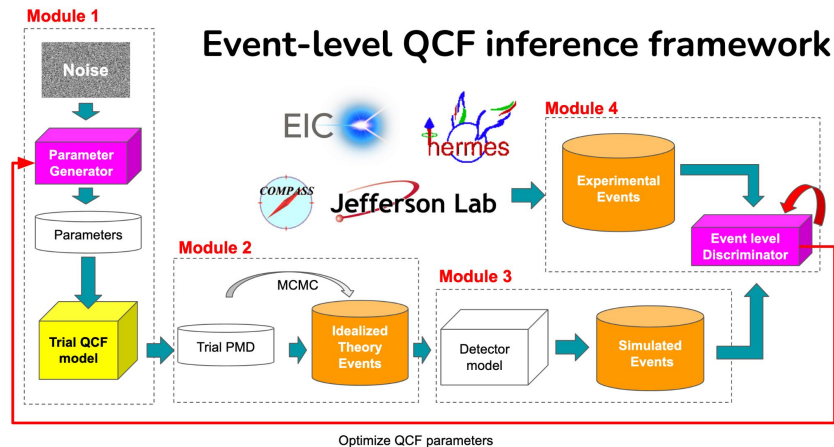 Event-level QCF inference framework
Module 1
Noise
Parameter
Generator
Parameters
Trial QCF
model
Module 2
MCMC
Trial PMD
Idealized
Theory
Events
Module 3
Detector
model
Simulated
Events
EIC
hermes
COMPASS
Jefferson Lab
Module 4
Experimental
Events
Event level
Discriminator
Optimize QCF parameters